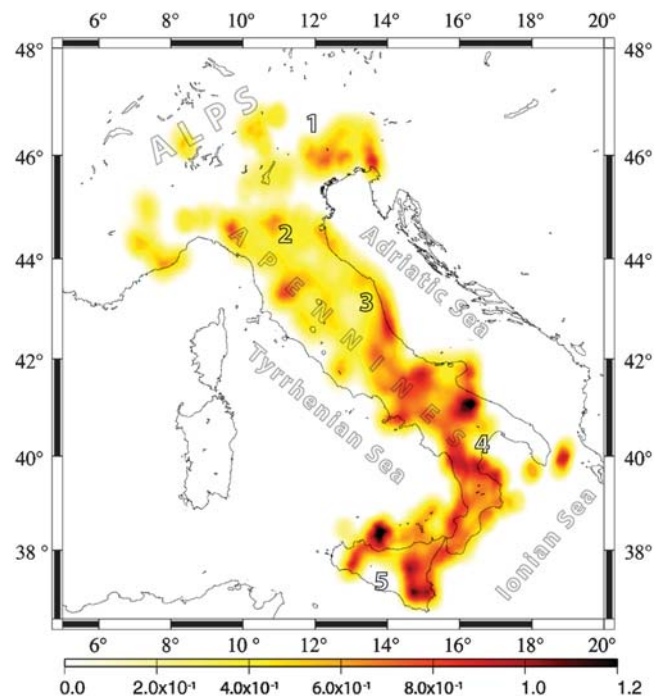 6° 8° 10° 12° 14° 16° 18° 20°
48°
48°
ALPS
1
46°
46°
2
44°
44°
APENNINES
Adriatic Sea
3
42°
42°
Tyrrhenian Sea
4
40°
40°
Ionian Sea
38°
38°
5
6° 8° 10° 12° 14° 16° 18° 20°
0.0 2.0x10⁻¹ 4.0x10⁻¹ 6.0x10⁻¹ 8.0x10⁻¹ 1.0 1.2